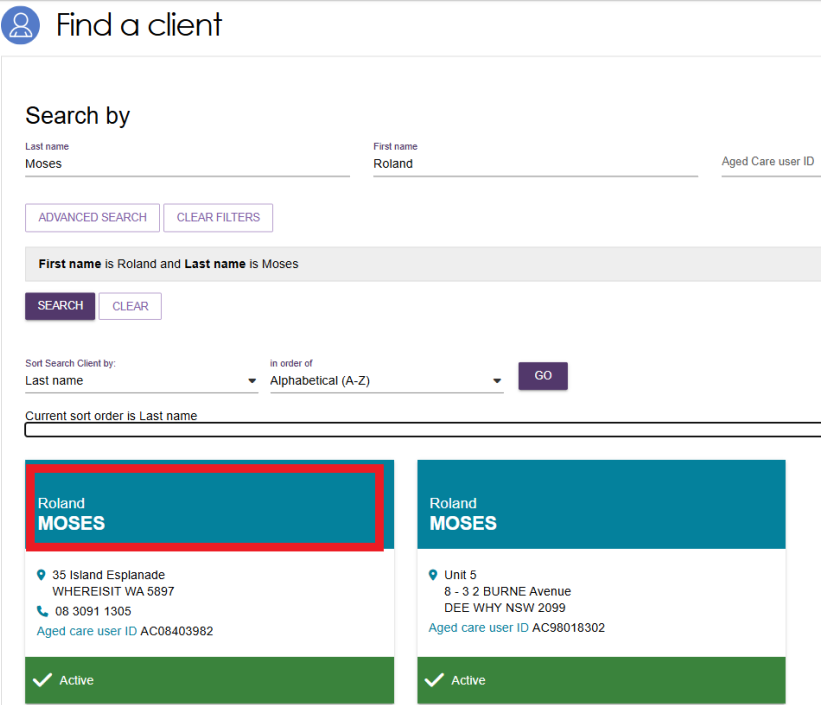 Find a client
Search by
Last name
Moses
First name
Roland
Aged Care user ID
ADVANCED SEARCH
CLEAR FILTERS
First name is Roland and Last name is Moses
SEARCH
CLEAR
Sort Search Client by:
Last name
in order of
Alphabetical (A-Z)
GO
Current sort order is Last name
Roland
MOSES
35 Island Esplanade
WHEREISIT WA 5897
08 3091 1305
Aged care user ID AC08403982
Active
Roland
MOSES
Unit 5
8 - 3 2 BURNE Avenue
DEE WHY NSW 2099
Aged care user ID AC98018302
Active